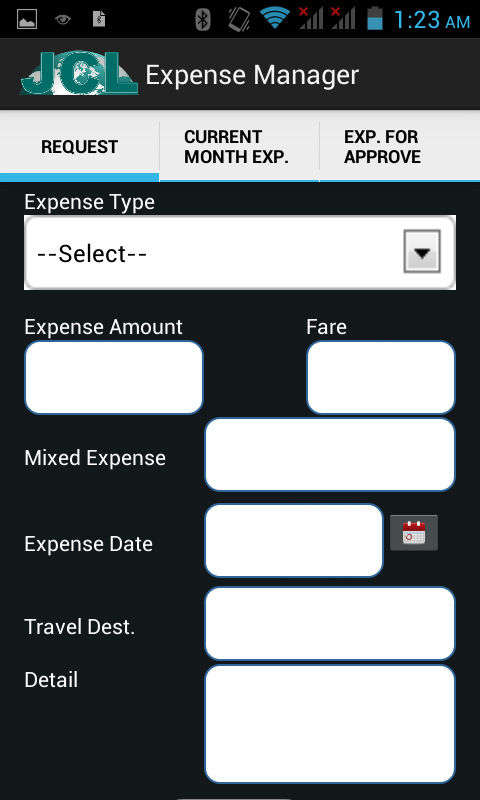 1:23 AM
JCL Expense Manager
REQUEST
CURRENT
MONTH EXP.
EXP. FOR
APPROVE
Expense Type
--Select--
Expense Amount
Fare
Mixed Expense
Expense Date
Travel Dest.
Detail